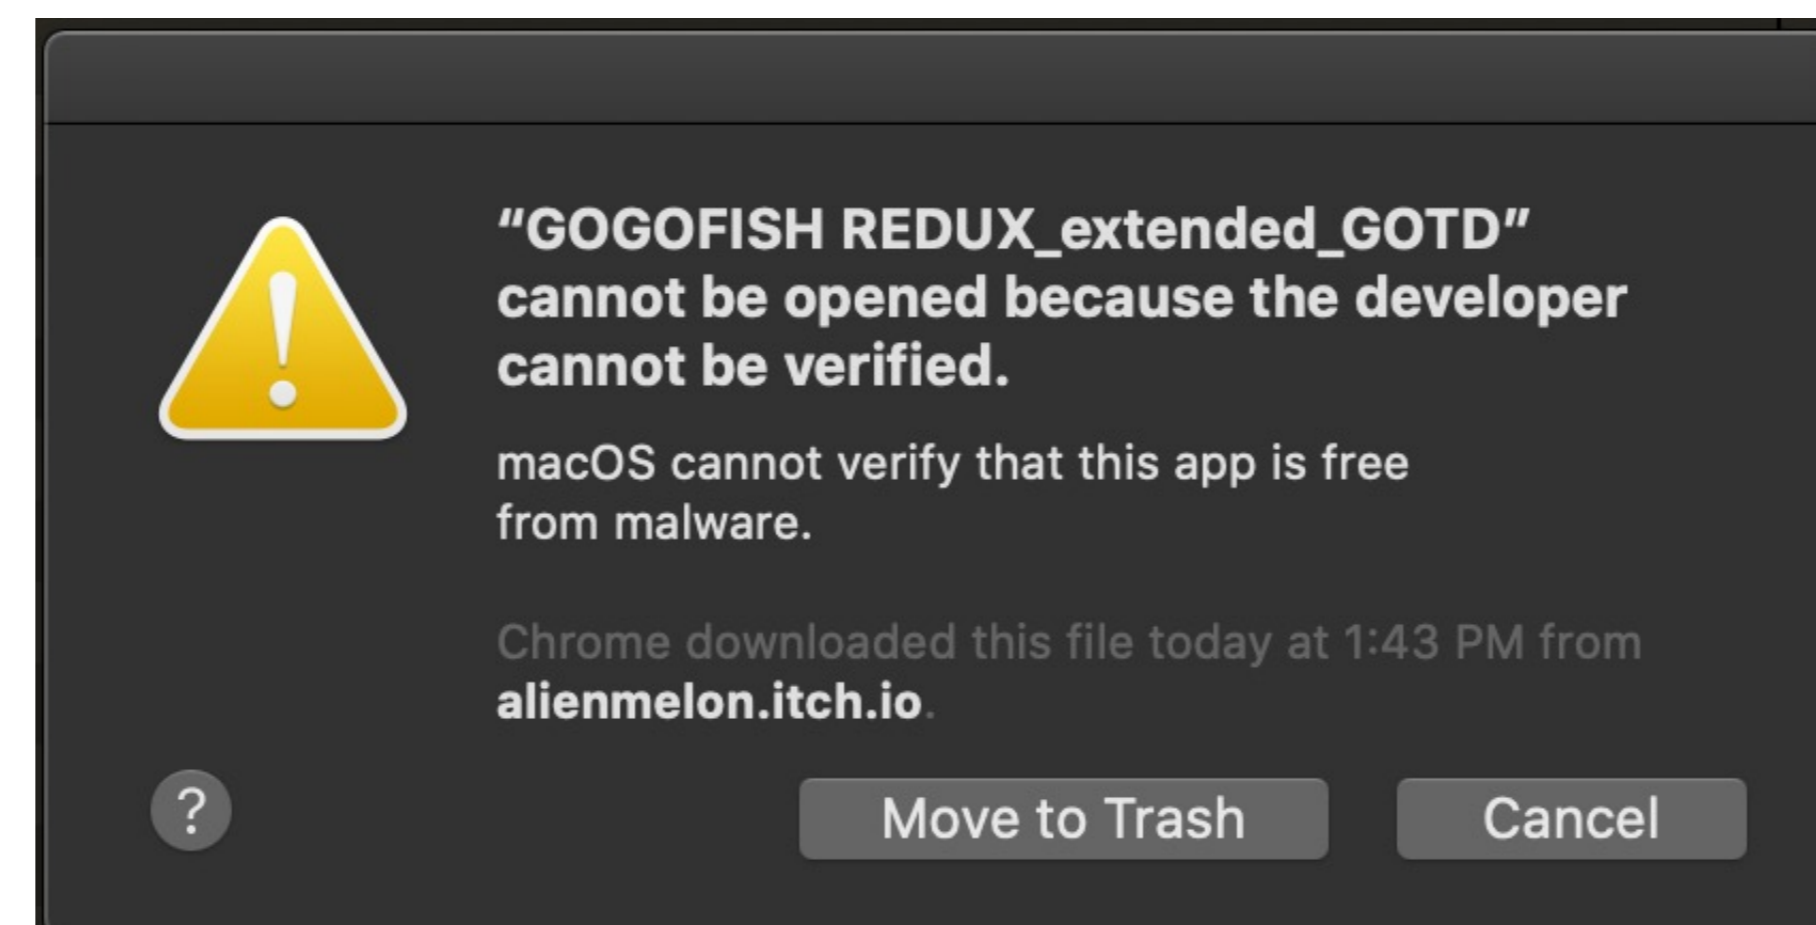 “GOGOFISH REDUX_extended_GOTD”
cannot be opened because the developer
cannot be verified.
macOS cannot verify that this app is free
from malware.
Chrome downloaded this file today at 1:43 PM from
alienmelon.itch.io.
?
Move to Trash
Cancel